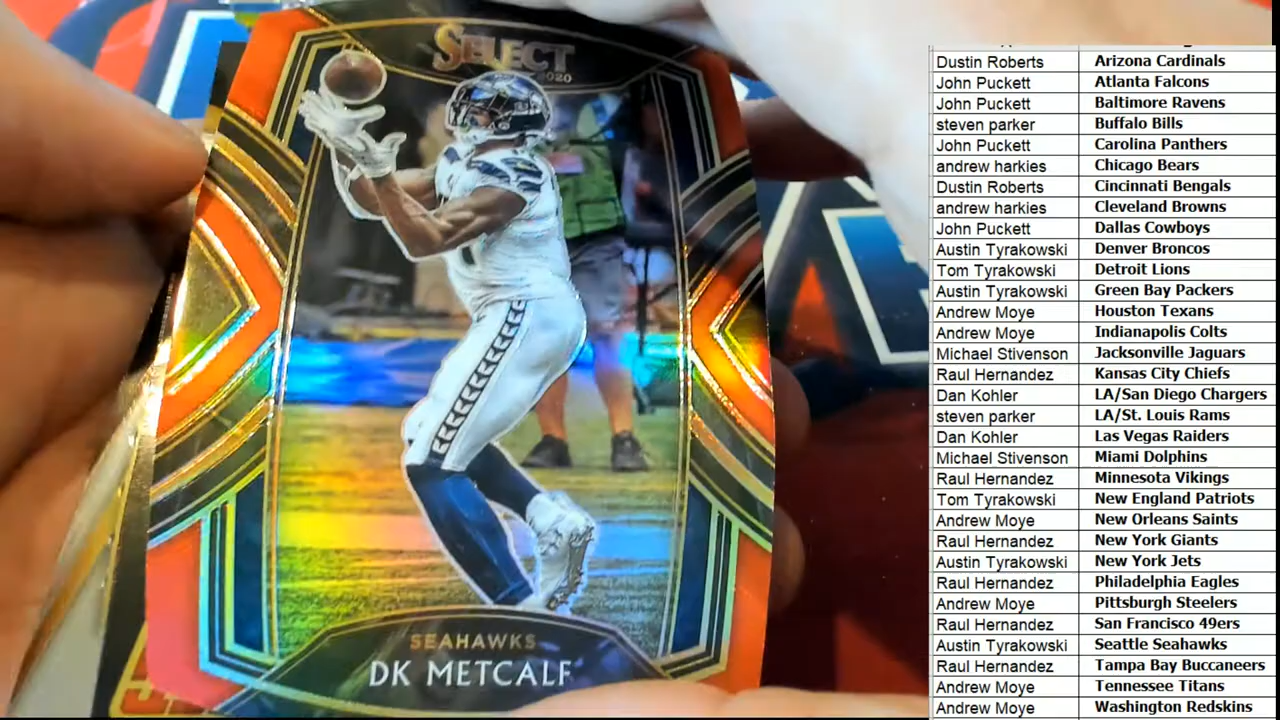 SELECT
2020
SEAHAWKS
DK METCALF
Dustin Roberts Arizona Cardinals
John Puckett Atlanta Falcons
John Puckett Baltimore Ravens
steven parker Buffalo Bills
John Puckett Carolina Panthers
andrew harkies Chicago Bears
Dustin Roberts Cincinnati Bengals
andrew harkies Cleveland Browns
John Puckett Dallas Cowboys
Austin Tyrakowski Denver Broncos
Tom Tyrakowski Detroit Lions
Austin Tyrakowski Green Bay Packers
Andrew Moye Houston Texans
Andrew Moye Indianapolis Colts
Michael Stivenson Jacksonville Jaguars
Raul Hernandez Kansas City Chiefs
Dan Kohler LA/San Diego Chargers
steven parker LA/St. Louis Rams
Dan Kohler Las Vegas Raiders
Michael Stivenson Miami Dolphins
Raul Hernandez Minnesota Vikings
Tom Tyrakowski New England Patriots
Andrew Moye New Orleans Saints
Raul Hernandez New York Giants
Austin Tyrakowski New York Jets
Raul Hernandez Philadelphia Eagles
Andrew Moye Pittsburgh Steelers
Raul Hernandez San Francisco 49ers
Austin Tyrakowski Seattle Seahawks
Raul Hernandez Tampa Bay Buccaneers
Andrew Moye Tennessee Titans
Andrew Moye Washington Redskins